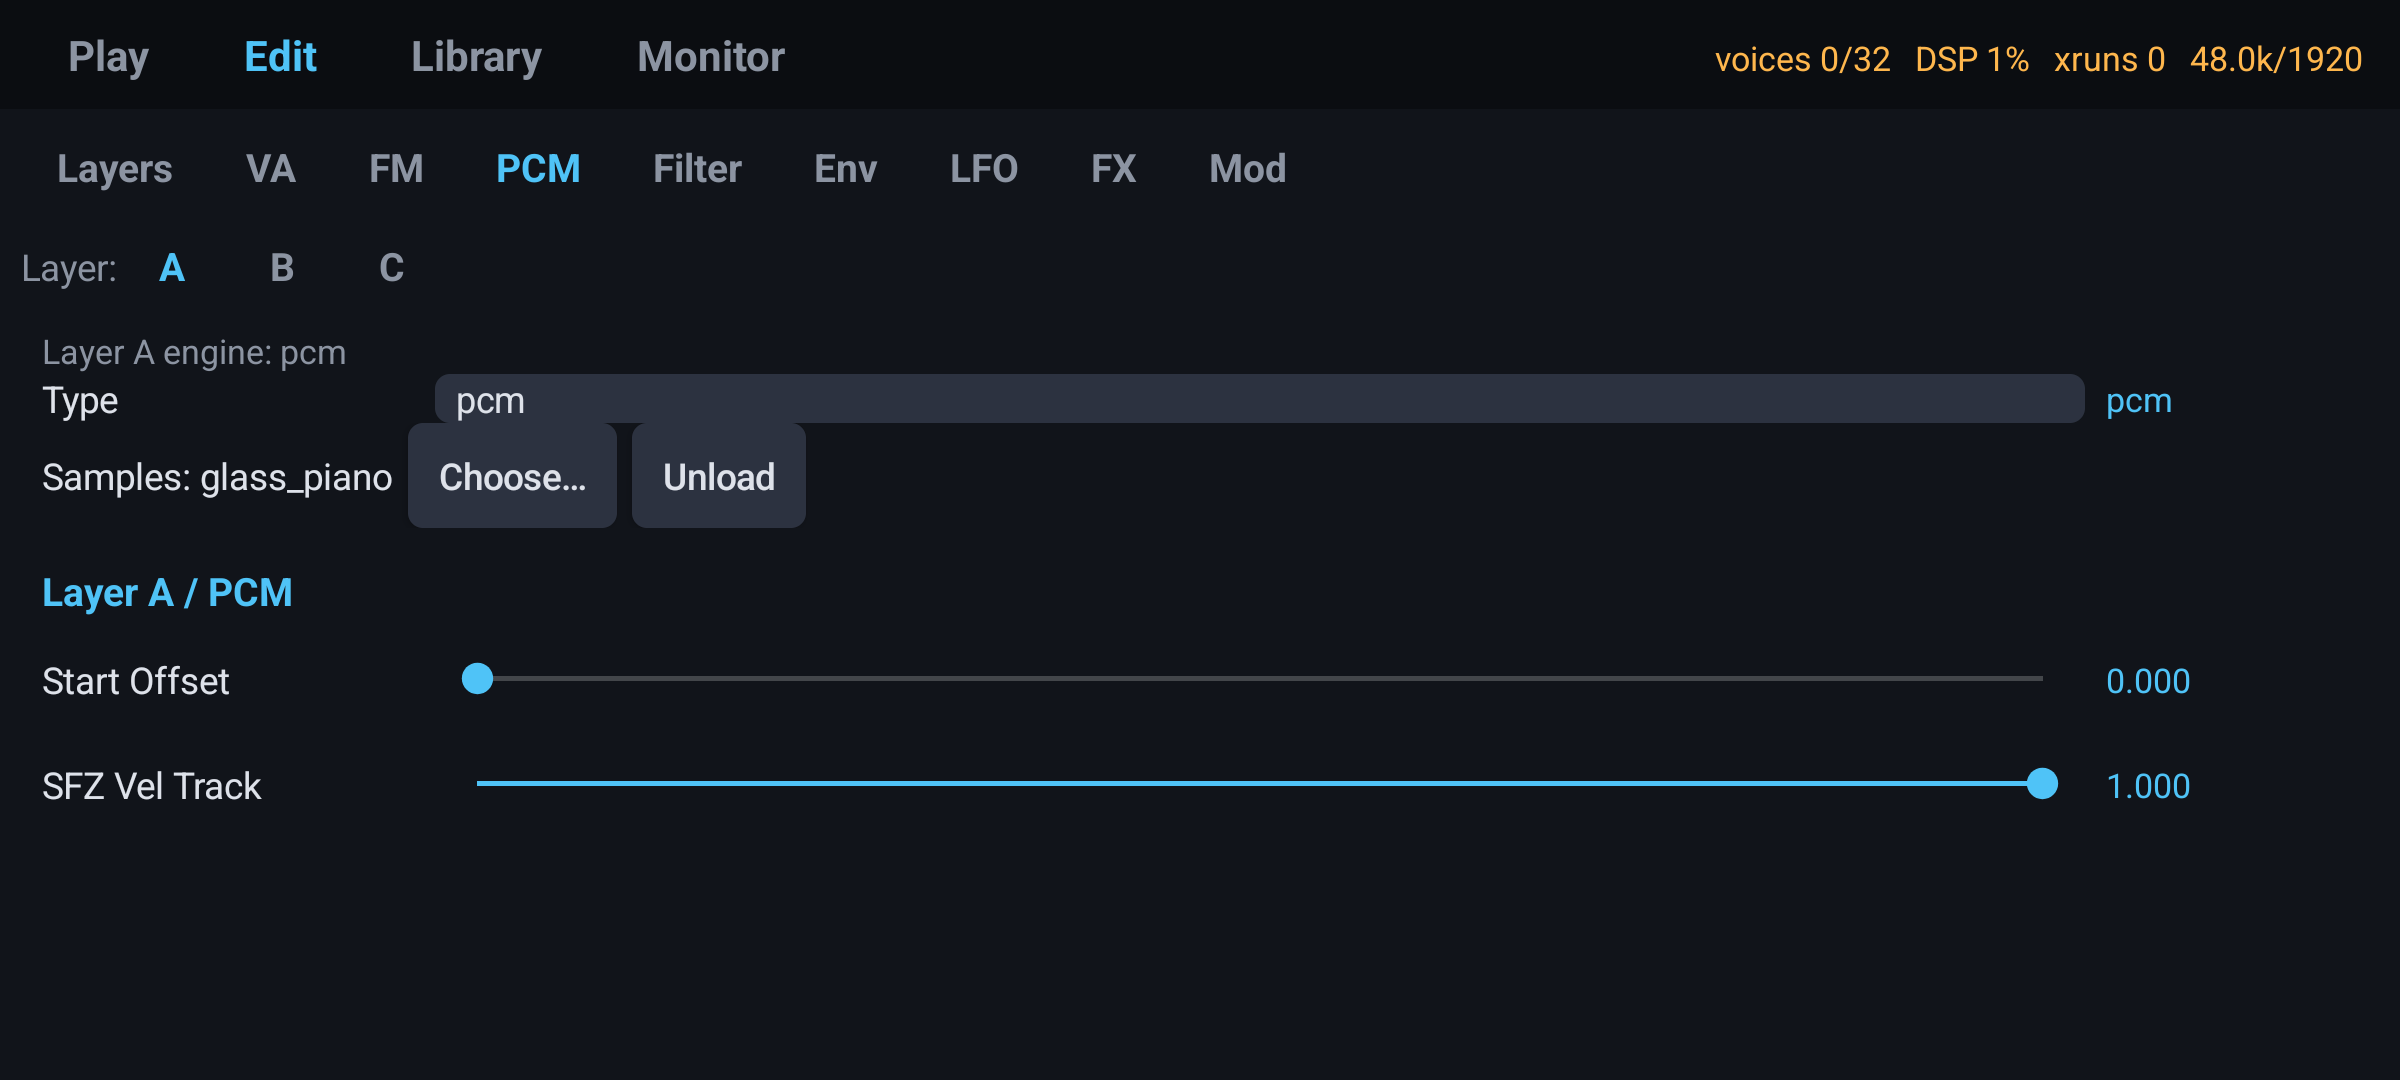 Play Edit Library Monitor voices 0/32 DSP 1% xruns 0 48.0k/1920
Layers VA FM PCM Filter Env LFO FX Mod
Layer: A B C
Layer A engine: pcm
Type pcm pcm
Samples: glass_piano Choose... Unload
Layer A / PCM
Start Offset 0.000
SFZ Vel Track 1.000